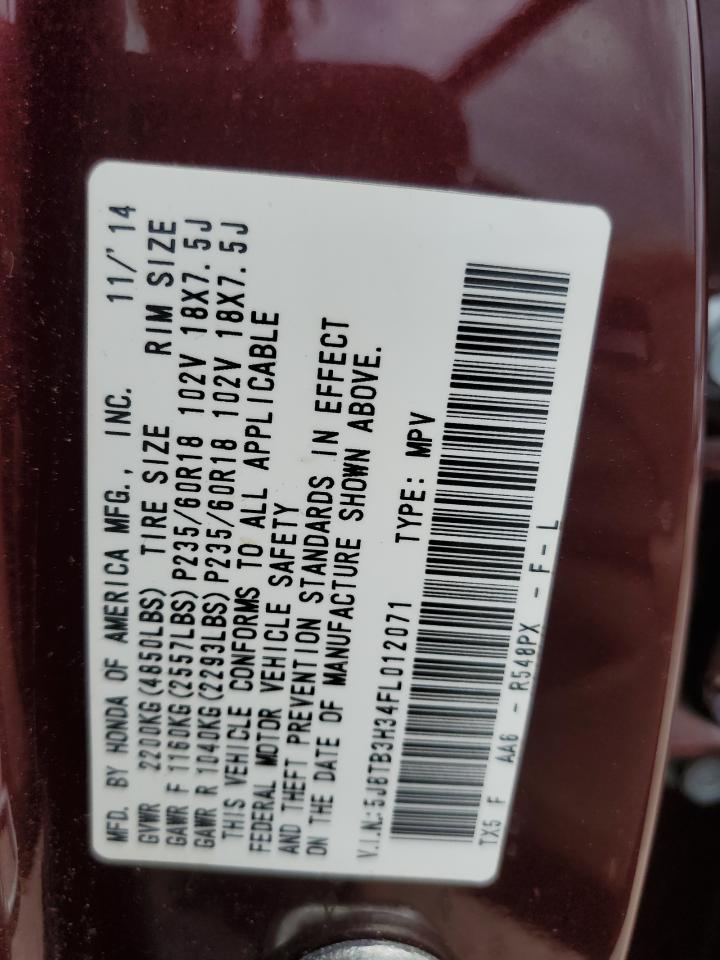 MFD. BY HONDA OF AMERICA MFG., INC. 11/'14
GVWR 2200KG(4850LBS) TIRE SIZE RIM SIZE
GAWR F 1160KG(2557LBS)P235/60R18 102V 18X7.5J
GAWR R 1040KG(2293LBS)P235/60R18 102V 18X7.5J
THIS VEHICLE CONFORMS TO ALL APPLICABLE
FEDERAL MOTOR VEHICLE SAFETY
AND THEFT PREVENTION STANDARDS IN EFFECT
ON THE DATE OF MANUFACTURE SHOWN ABOVE.
V.I.N.:5J8TB3H34FL012071 TYPE: MPV
TX5 F AA6 - R548PX - F- L